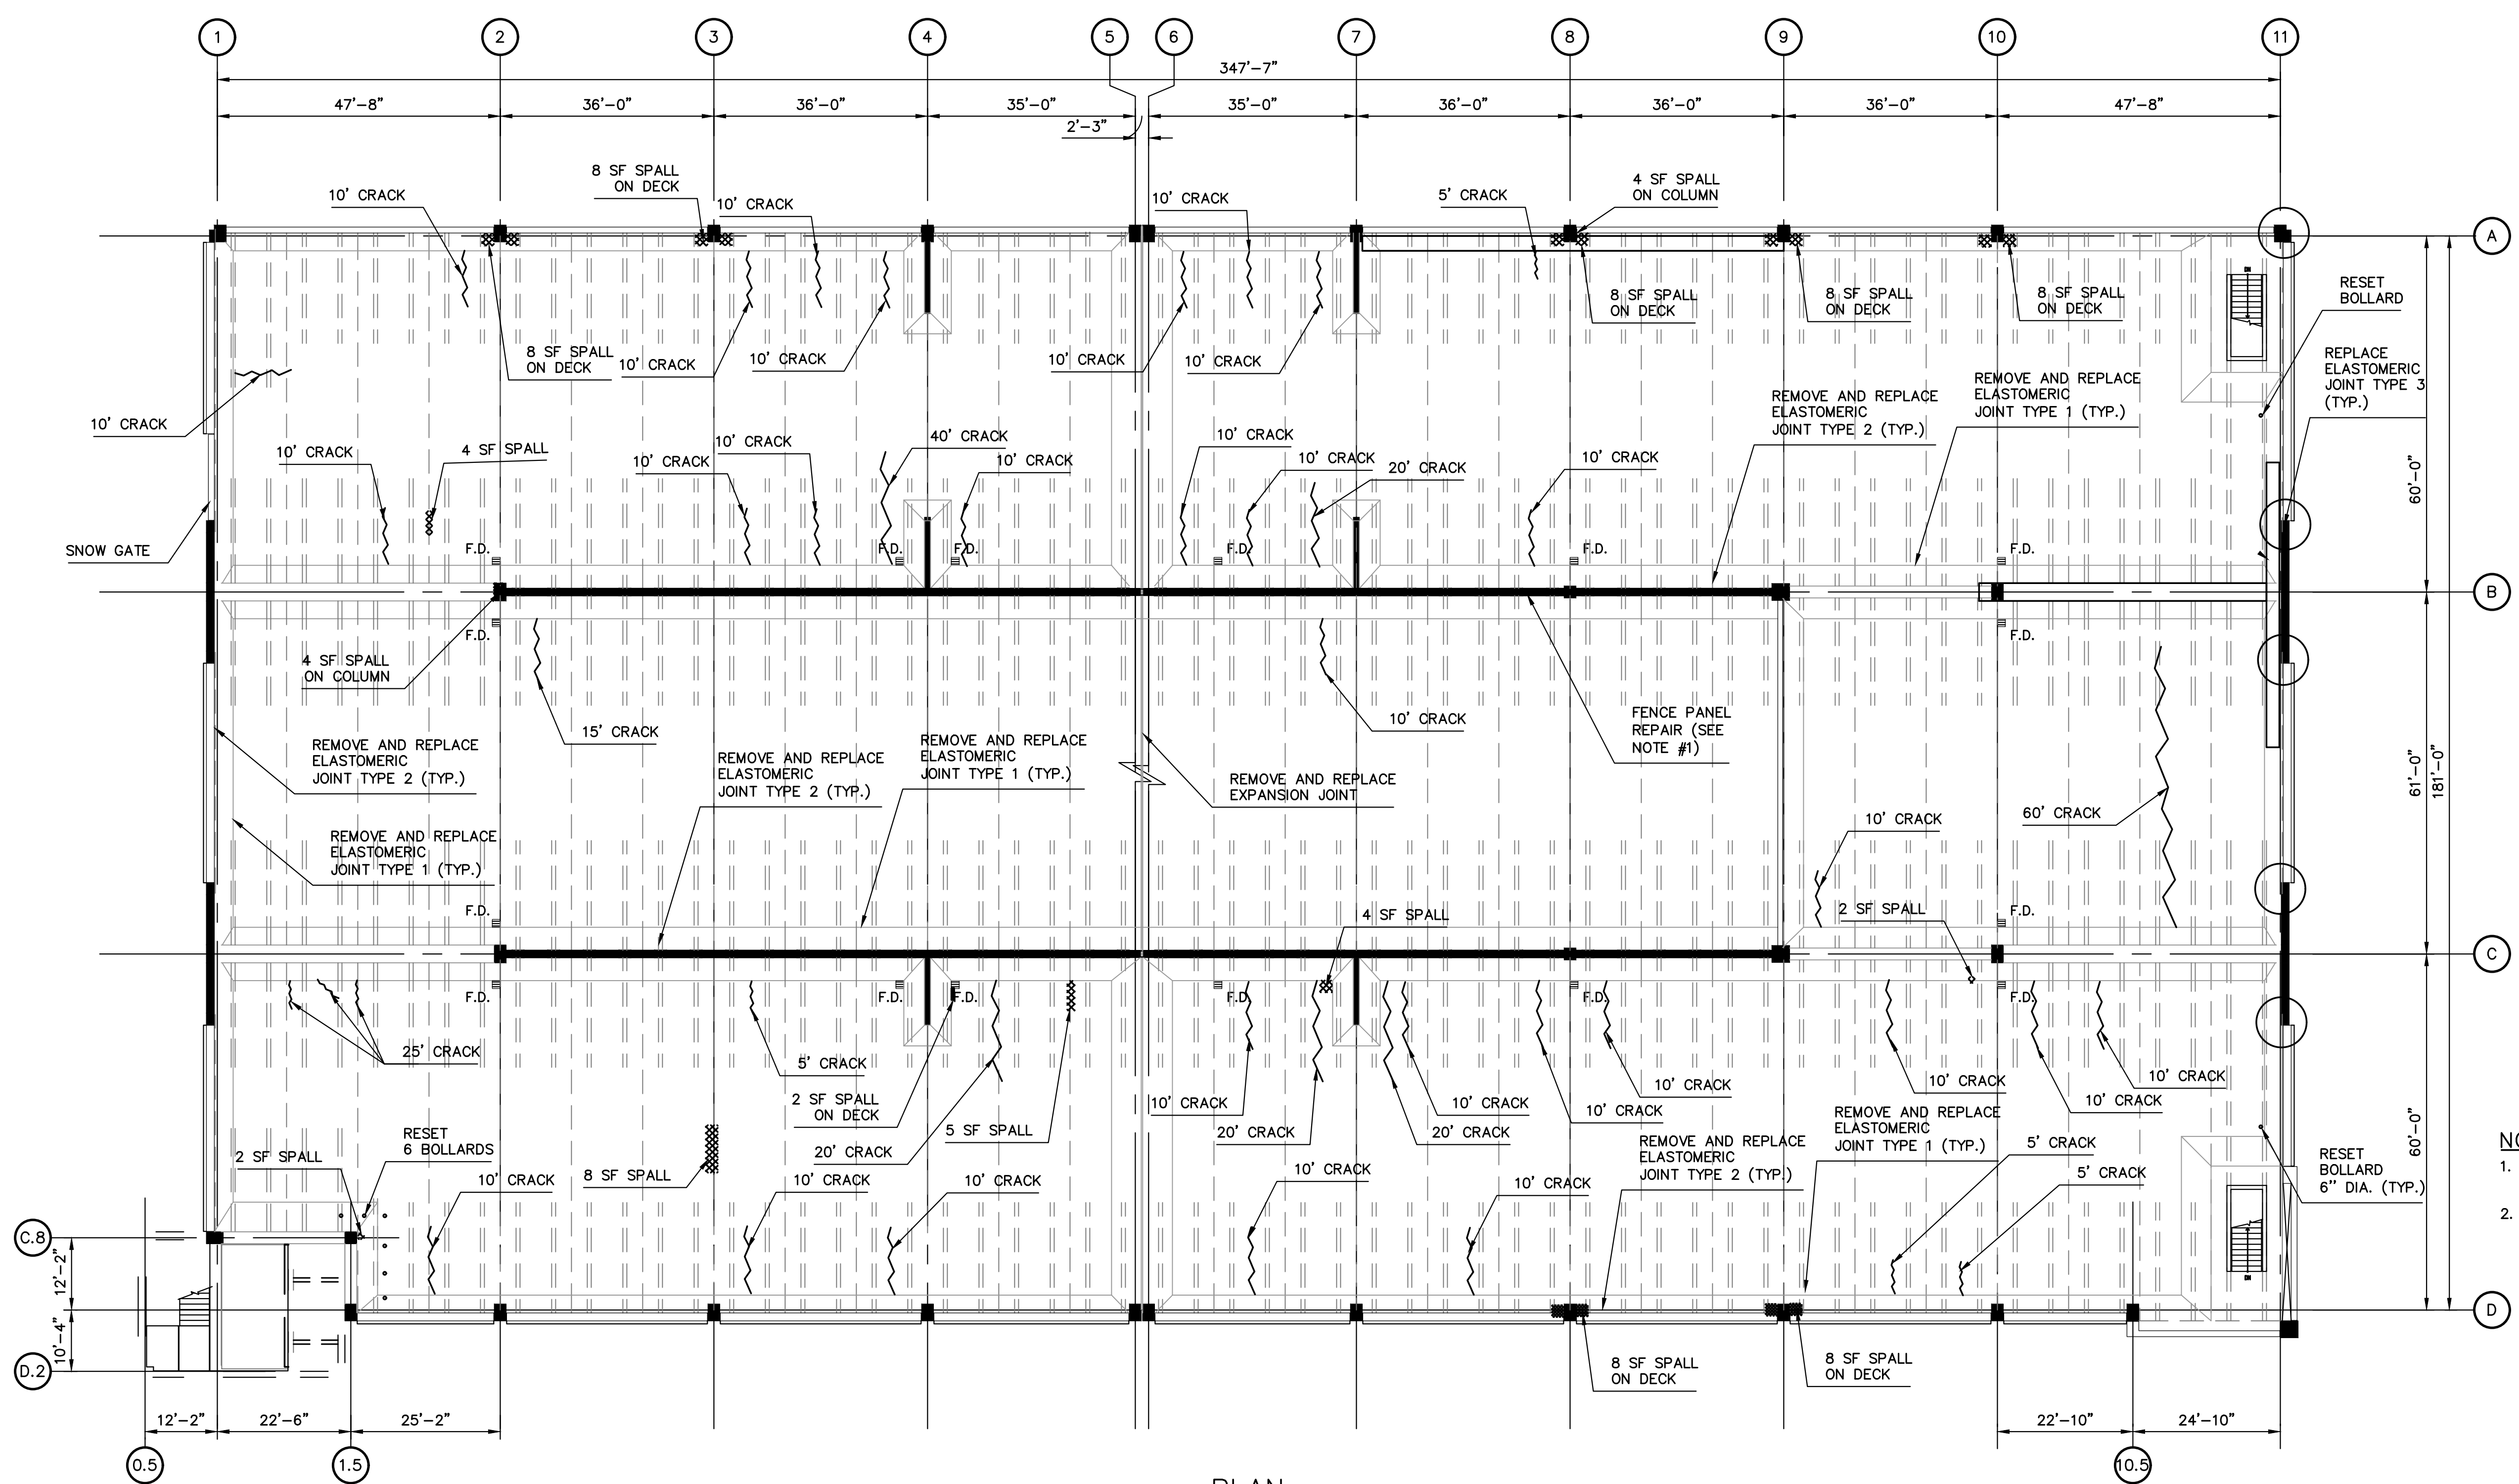 1
2
3
4
5
6
7
8
9
10
11
347'-7"
47'-8"
36'-0"
36'-0"
35'-0"
35'-0"
36'-0"
36'-0"
36'-0"
47'-8"
2'-3"
8 SF SPALL
ON DECK
10' CRACK
10' CRACK
10' CRACK
5' CRACK
4 SF SPALL
ON COLUMN
A
RESET
BOLLARD
DN
8 SF SPALL
ON DECK
8 SF SPALL
ON DECK
8 SF SPALL
ON DECK
8 SF SPALL
ON DECK
10' CRACK
10' CRACK
10' CRACK
10' CRACK
REPLACE
ELASTOMERIC
JOINT TYPE 3
(TYP.)
REMOVE AND REPLACE
ELASTOMERIC
JOINT TYPE 1 (TYP.)
REMOVE AND REPLACE
ELASTOMERIC
JOINT TYPE 2 (TYP.)
10' CRACK
10' CRACK
4 SF SPALL
10' CRACK
10' CRACK
40' CRACK
10' CRACK
10' CRACK
10' CRACK
20' CRACK
10' CRACK
60'-0"
SNOW GATE
F.D.
F.D.
F.D.
F.D.
F.D.
F.D.
B
F.D.
F.D.
4 SF SPALL
ON COLUMN
15' CRACK
10' CRACK
FENCE PANEL
REPAIR (SEE
NOTE #1)
REMOVE AND REPLACE
ELASTOMERIC
JOINT TYPE 2 (TYP.)
REMOVE AND REPLACE
ELASTOMERIC
JOINT TYPE 2 (TYP.)
REMOVE AND REPLACE
ELASTOMERIC
JOINT TYPE 1 (TYP.)
REMOVE AND REPLACE
EXPANSION JOINT
61'-0"
181'-0"
REMOVE AND REPLACE
ELASTOMERIC
JOINT TYPE 1 (TYP.)
10' CRACK
60' CRACK
F.D.
4 SF SPALL
2 SF SPALL
F.D.
C
F.D.
F.D.
F.D.
F.D.
F.D.
F.D.
25' CRACK
5' CRACK
2 SF SPALL
ON DECK
20' CRACK
5 SF SPALL
10' CRACK
20' CRACK
20' CRACK
10' CRACK
10' CRACK
10' CRACK
10' CRACK
10' CRACK
10' CRACK
60'-0"
RESET
6 BOLLARDS
2 SF SPALL
10' CRACK
8 SF SPALL
10' CRACK
10' CRACK
10' CRACK
10' CRACK
REMOVE AND REPLACE
ELASTOMERIC
JOINT TYPE 2 (TYP.)
REMOVE AND REPLACE
ELASTOMERIC
JOINT TYPE 1 (TYP.)
5' CRACK
5' CRACK
RESET
BOLLARD
6'' DIA. (TYP.)
1.
2.
DN
C.8
12'-2"
D
10'-4"
D.2
8 SF SPALL
ON DECK
8 SF SPALL
ON DECK
12'-2"
22'-6"
25'-2"
22'-10"
24'-10"
0.5
1.5
10.5
PLAN